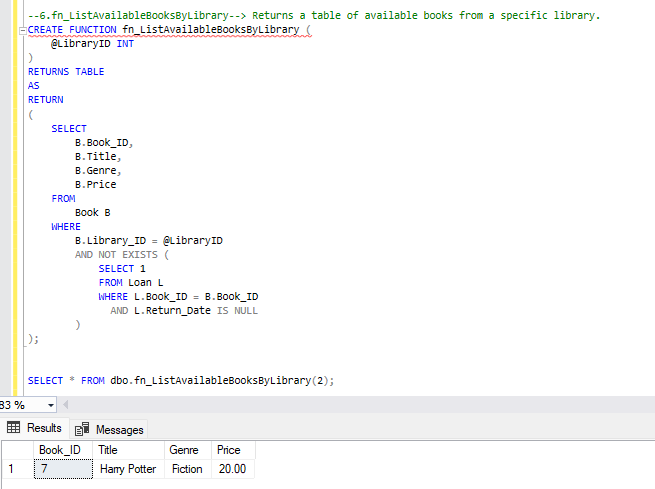 --6.fn_ListAvailableBooksByLibrary--> Returns a table of available books from a specific library.
CREATE FUNCTION fn_ListAvailableBooksByLibrary (
@LibraryID INT
)
RETURNS TABLE
AS
RETURN
(
SELECT
B.Book_ID,
B.Title,
B.Genre,
B.Price
FROM
Book B
WHERE
B.Library_ID = @LibraryID
AND NOT EXISTS (
SELECT 1
FROM Loan L
WHERE L.Book_ID = B.Book_ID
AND L.Return_Date IS NULL
)
);
SELECT * FROM dbo.fn_ListAvailableBooksByLibrary(2);
83 %
Results Messages
Book_ID Title Genre Price
1 7 Harry Potter Fiction 20.00